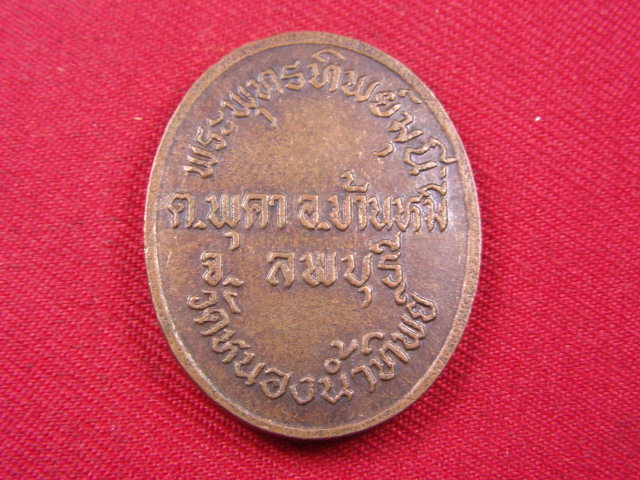 พระพุทธทิพย์มุนี
ต.พุคา อ.บ้านหมี่
จ. ลพบุรี
วัดหนองน้ำทิพย์